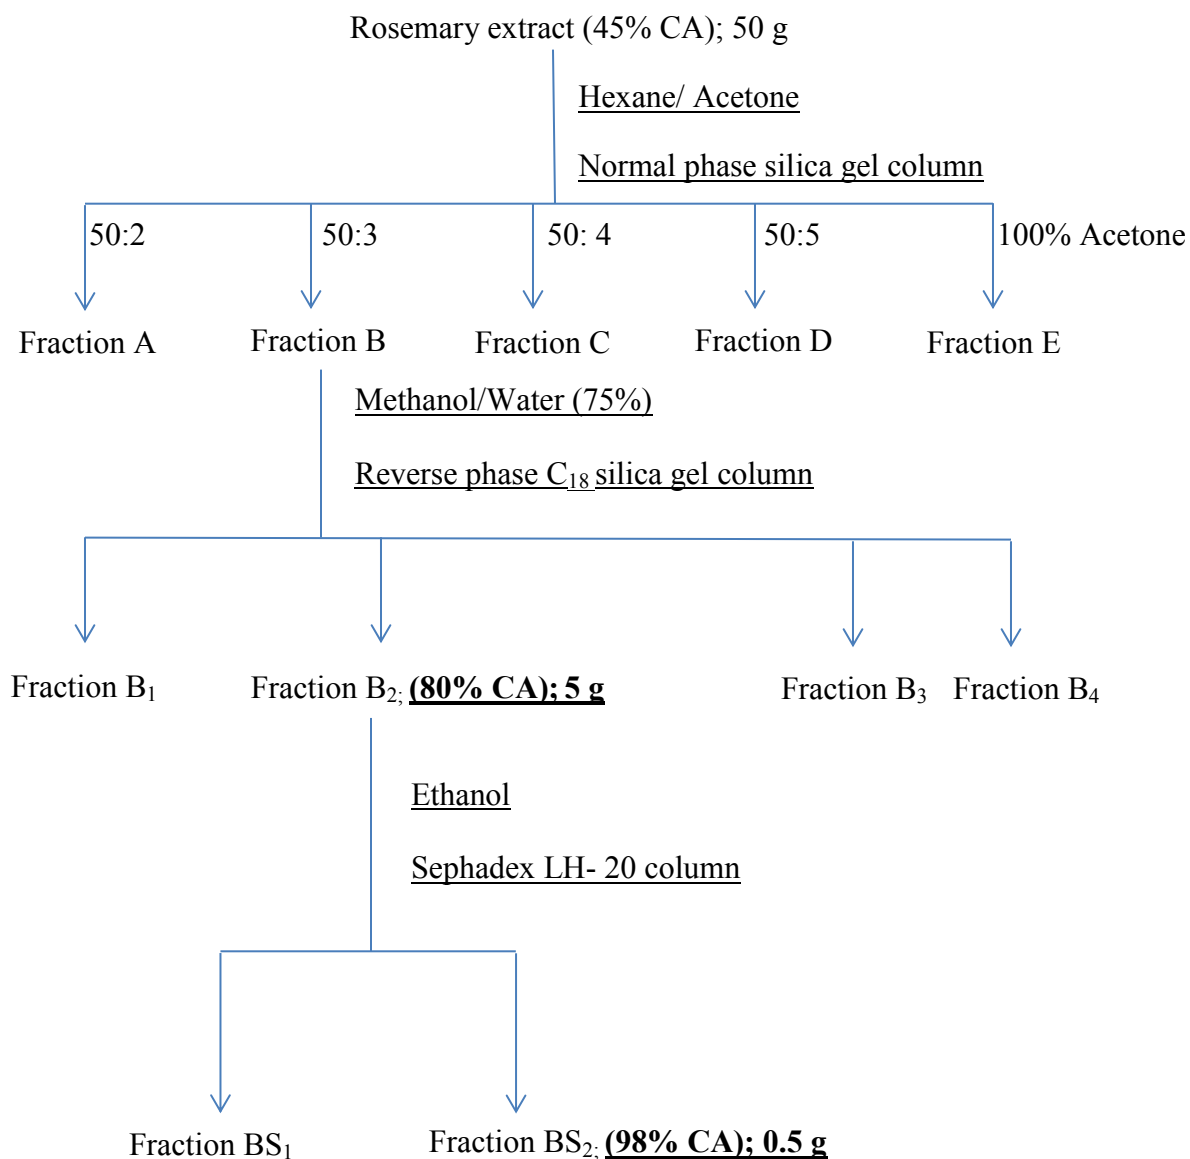 Rosemary extract (45% CA); 50 g
Hexane/ Acetone
Normal phase silica gel column
50:2 50:3 50: 4 50:5 100% Acetone
Fraction A Fraction B Fraction C Fraction D Fraction E
Methanol/Water (75%)
Reverse phase C₁₈ silica gel column
Fraction B₁ Fraction B₂; (80% CA); 5 g Fraction B₃ Fraction B₄
Ethanol
Sephadex LH- 20 column
Fraction BS₁ Fraction BS₂; (98% CA); 0.5 g